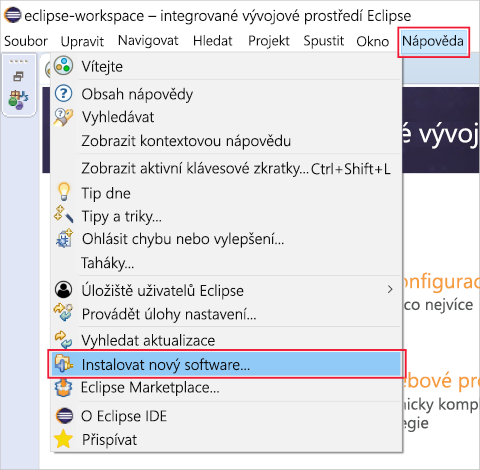 eclipse-workspace – integrované vývojové prostředí Eclipse
Soubor Upravit Navigovat Hledat Projekt Spustit Okno Nápověda
Vítejte
Obsah nápovědy
Vyhledávat
Zobrazit kontextovou nápovědu
Zobrazit aktivní klávesové zkratky... Ctrl+Shift+L
Tip dne
Tipy a triky...
Ohlásit chybu nebo vylepšení...
Taháky...
Úložiště uživatelů Eclipse
Provádět úlohy nastavení...
Vyhledat aktualizace
Instalovat nový software...
Eclipse Marketplace...
O Eclipse IDE
Přispívat
é vývoj
onfigurac
co nejvíce
bové pro
nicky kompl
egie